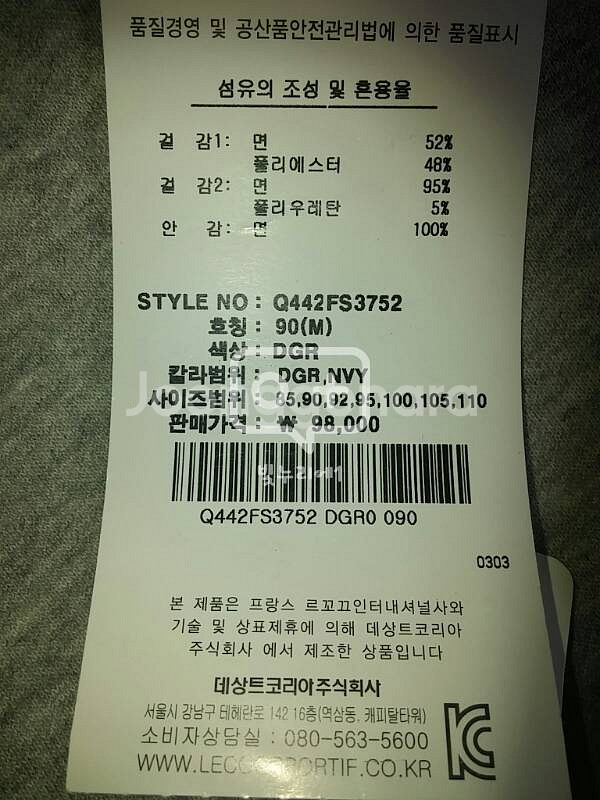 품질경영 및 공산품안전관리법에 의한 품질표시
섬유의 조성 및 혼용율
겉 감1: 면 52%
폴리에스터 48%
겉 감2: 면 95%
폴리우레탄 5%
안 감: 면 100%
STYLE NO : Q442FS3752
호칭 : 90(M)
색상 : DGR
칼라범위 : DGR,NVY
사이즈범위 : 85,90,92,95,100,105,110
판매가격 : ₩ 98,000
빛누리에1
Q442FS3752 DGR0 090
0303
본 제품은 프랑스 르꼬끄인터내셔널사와
기술 및 상표제휴에 의해 데상트코리아
주식회사 에서 제조한 상품입니다
데상트코리아주식회사
서울시 강남구 테헤란로 142 16층(역삼동, 캐피탈타워)
소비자상담실 : 080-563-5600
WWW.LECOQSPORTIF.CO.KR